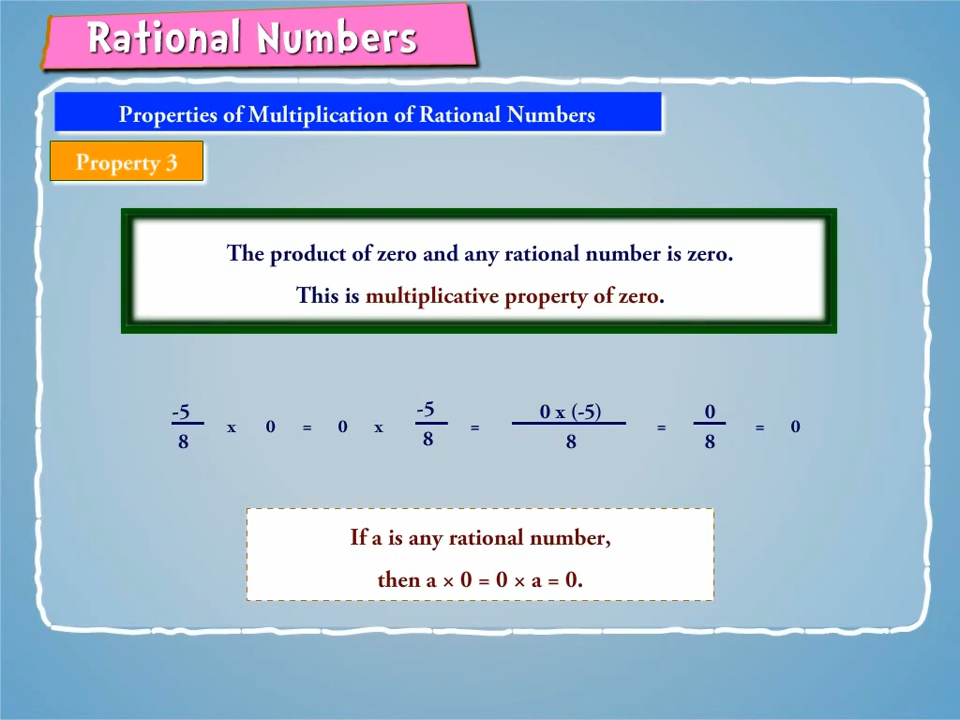 Rational Numbers
Properties of Multiplication of Rational Numbers
Property 3
The product of zero and any rational number is zero.
This is multiplicative property of zero.
-5/8 x 0 = 0 x -5/8 = 0 x (-5)/8 = 0/8 = 0
If a is any rational number,
then a × 0 = 0 × a = 0.